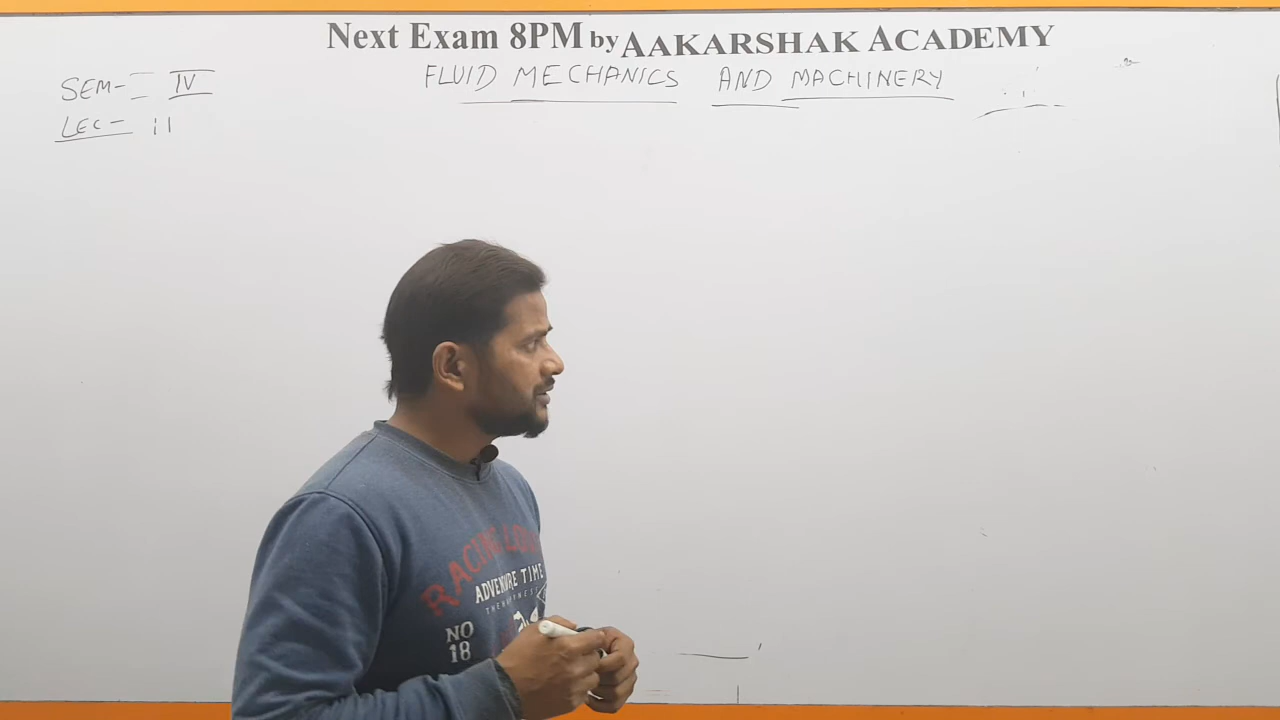 Next Exam 8PM by AAKARSHAK ACADEMY
SEM- IV
FLUID MECHANICS AND MACHINERY
LEC- 11
RACING
ADVENTURE TIME
NO
18